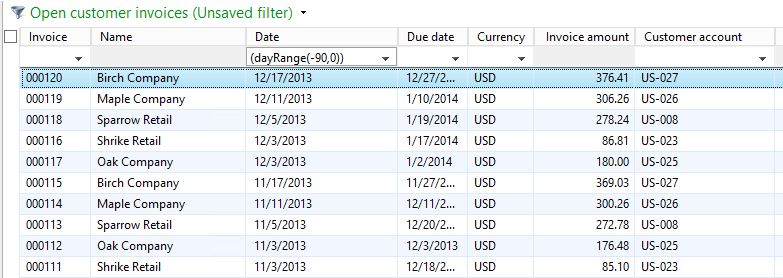 Open customer invoices (Unsaved filter)
Invoice Name Date Due date Currency Invoice amount Customer account
(dayRange(-90,0))
000120 Birch Company 12/17/2013 12/27/2... USD 376.41 US-027
000119 Maple Company 12/11/2013 1/10/2014 USD 306.26 US-026
000118 Sparrow Retail 12/5/2013 1/19/2014 USD 278.24 US-008
000116 Shrike Retail 12/3/2013 1/17/2014 USD 86.81 US-023
000117 Oak Company 12/3/2013 1/2/2014 USD 180.00 US-025
000115 Birch Company 11/17/2013 11/27/2... USD 369.03 US-027
000114 Maple Company 11/11/2013 12/11/2... USD 300.26 US-026
000113 Sparrow Retail 11/5/2013 12/20/2... USD 272.78 US-008
000112 Oak Company 11/3/2013 12/3/2013 USD 176.48 US-025
000111 Shrike Retail 11/3/2013 12/18/2... USD 85.10 US-023